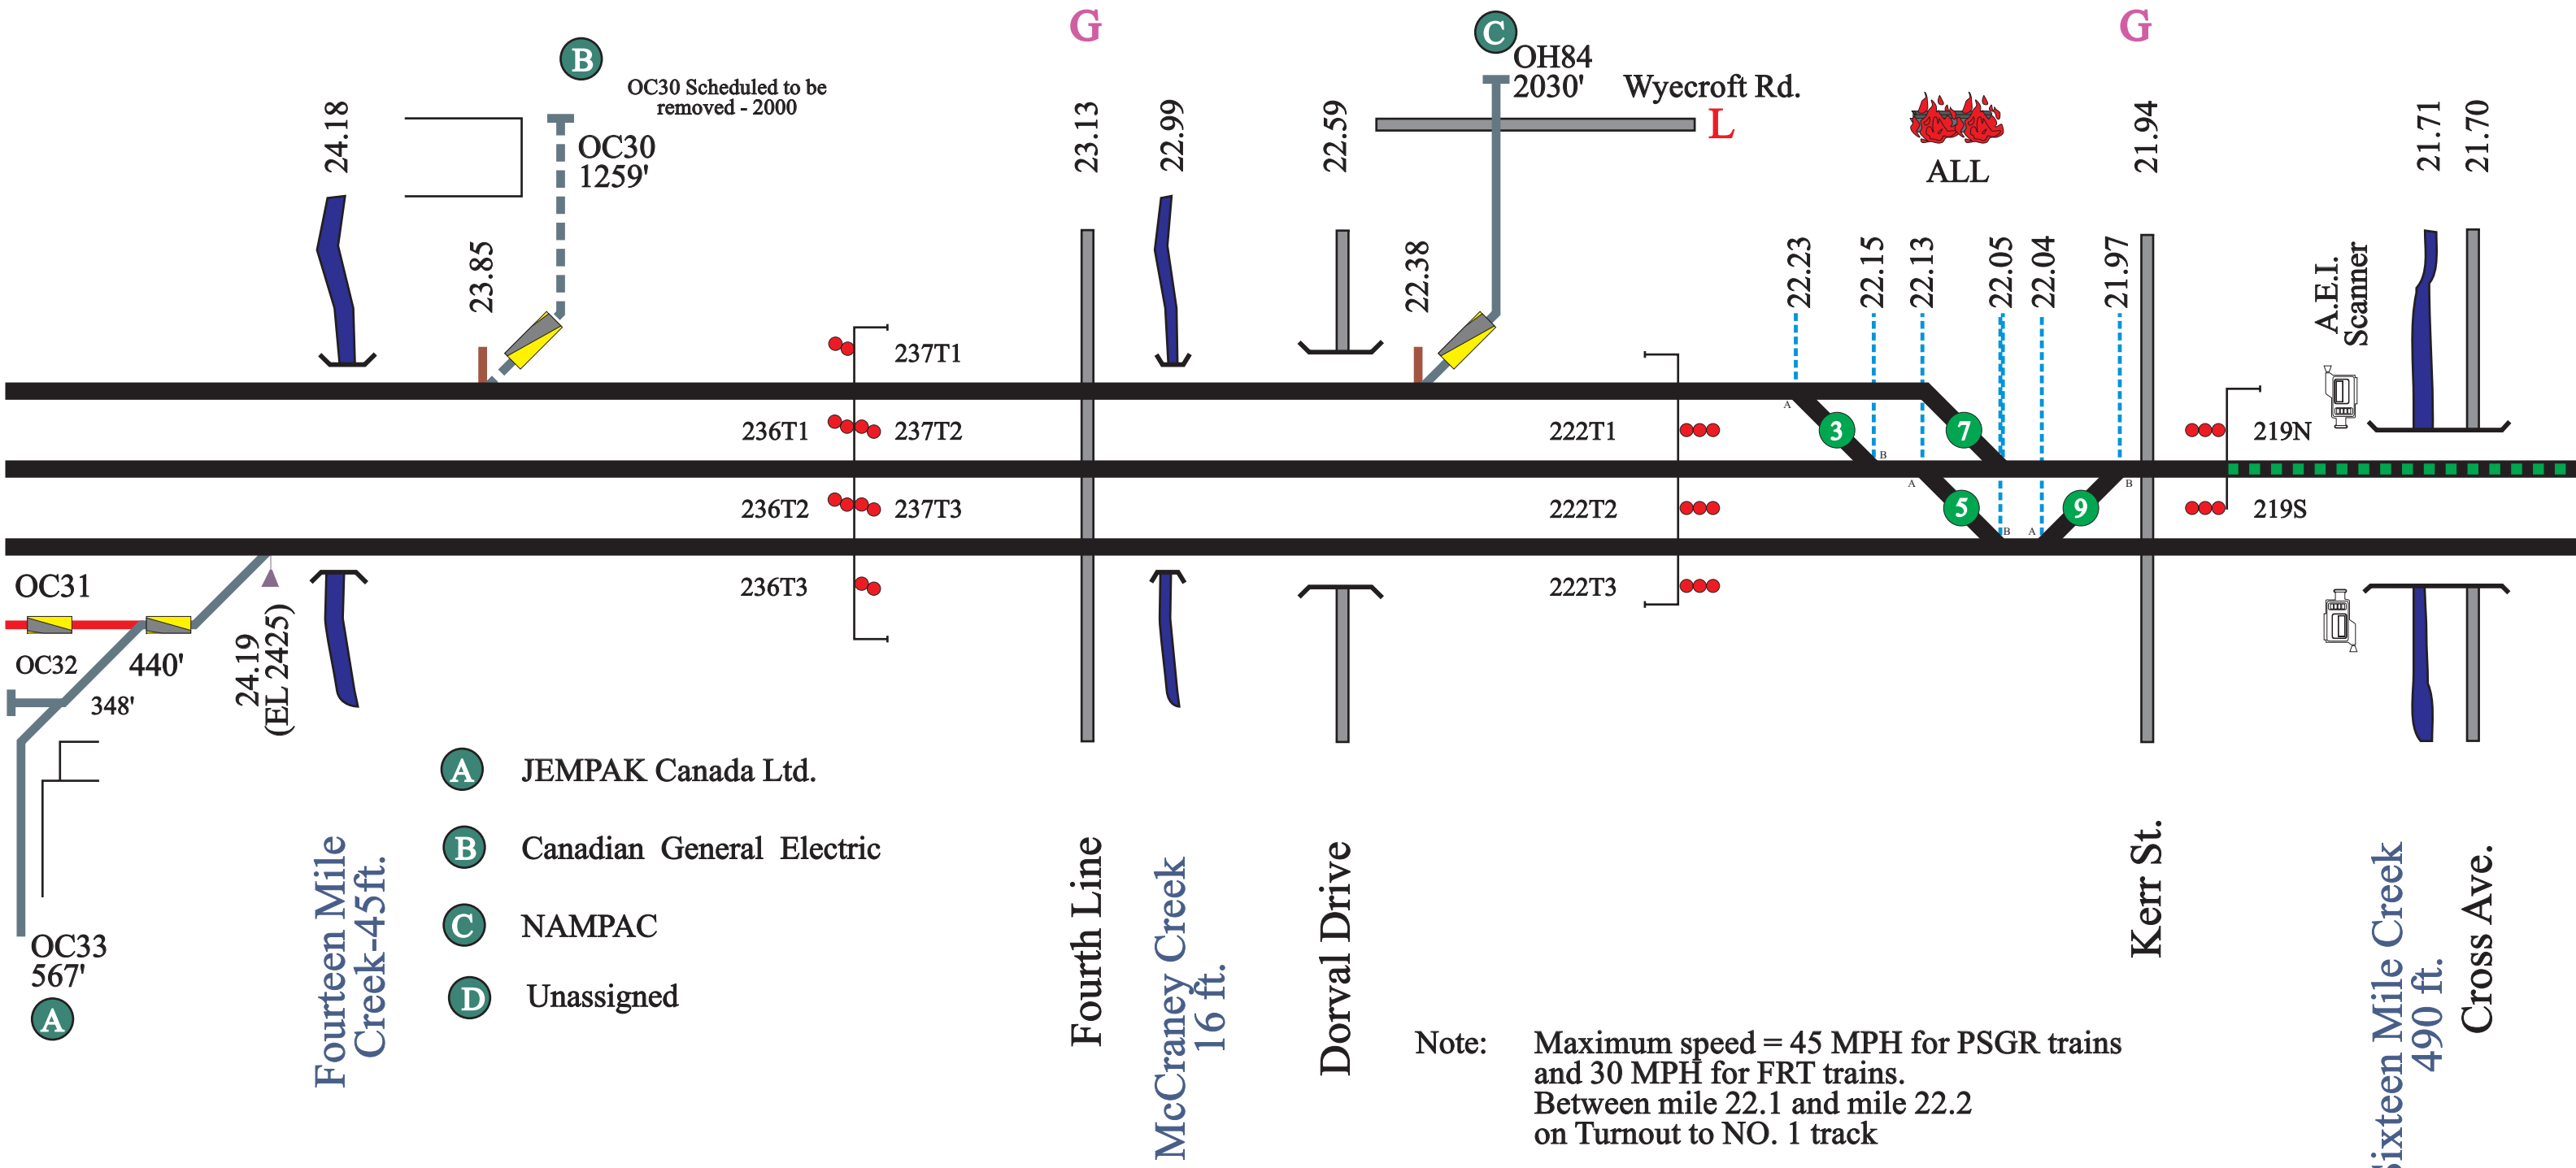 G
G
B
C
OC30 Scheduled to be
removed - 2000
OH84
2030'
Wyecroft Rd.
L
ALL
24.18
OC30
1259'
23.85
23.13
22.99
22.59
22.38
22.23
22.15
22.13
22.05
22.04
21.97
21.94
A.E.I.
Scanner
21.71
21.70
237T1
236T1
237T2
236T2
237T3
236T3
222T1
222T2
222T3
A
3
B
7
A
5
B
A
9
B
219N
219S
OC31
OC32
440'
348'
24.19
(EL 2425)
OC33
567'
A
A JEMPAK Canada Ltd.
B Canadian General Electric
C NAMPAC
D Unassigned
Fourteen Mile
Creek-45ft.
Fourth Line
McCraney Creek
16 ft.
Dorval Drive
Kerr St.
ixteen Mile Creek
490 ft.
Cross Ave.
Note: Maximum speed = 45 MPH for PSGR trains
and 30 MPH for FRT trains.
Between mile 22.1 and mile 22.2
on Turnout to NO. 1 track